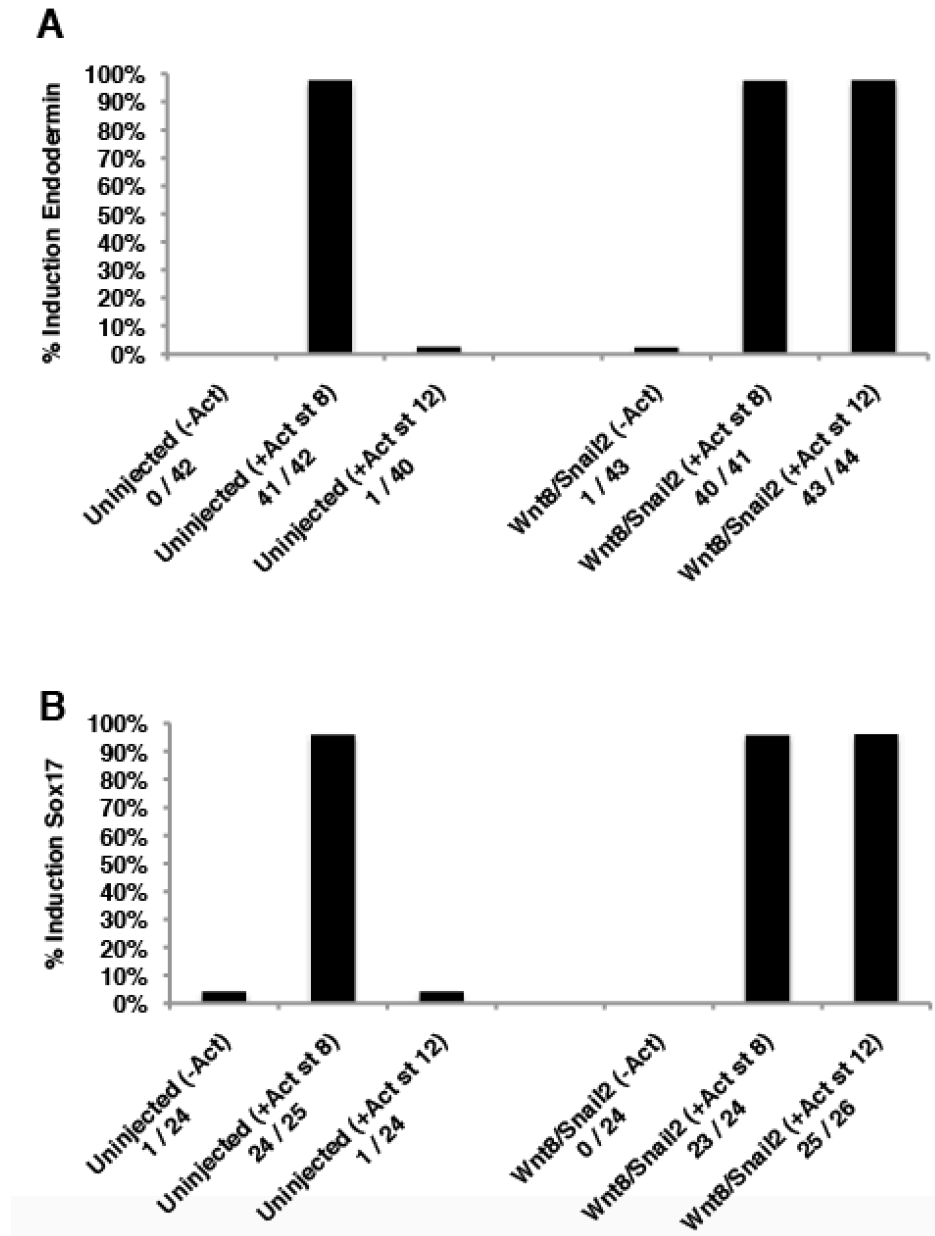 A
% Induction Endodermin
100%
90%
80%
70%
60%
50%
40%
30%
20%
10%
0%
Uninjected (-Act)
0 / 42
Uninjected (+Act st 8)
41 / 42
Uninjected (+Act st 12)
1 / 40
Wnt8/Snail2 (-Act)
1 / 43
Wnt8/Snail2 (+Act st 8)
40 / 41
Wnt8/Snail2 (+Act st 12)
43 / 44
B
% Induction Sox17
100%
90%
80%
70%
60%
50%
40%
30%
20%
10%
0%
Uninjected (-Act)
1 / 24
Uninjected (+Act st 8)
24 / 25
Uninjected (+Act st 12)
1 / 24
Wnt8/Snail2 (-Act)
0 / 24
Wnt8/Snail2 (+Act st 8)
23 / 24
Wnt8/Snail2 (+Act st 12)
25 / 26